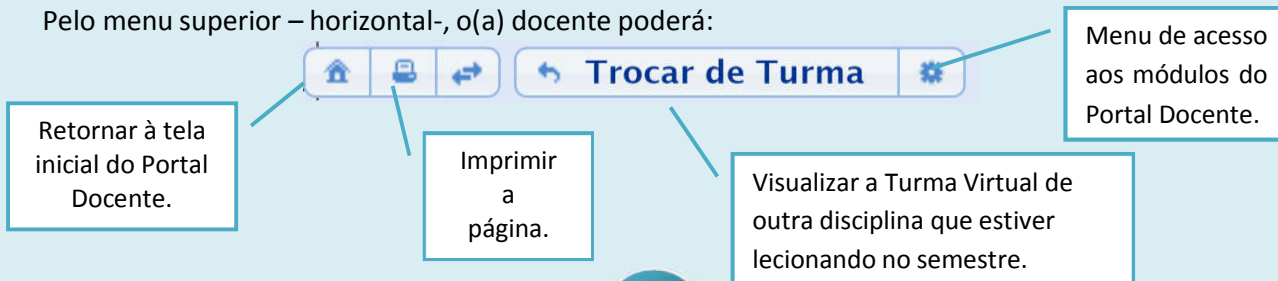 Pelo menu superior – horizontal-, o(a) docente poderá:
Trocar de Turma
Menu de acesso
aos módulos do
Portal Docente.
Retornar à tela
inicial do Portal
Docente.
Imprimir
a
página.
Visualizar a Turma Virtual de
outra disciplina que estiver
lecionando no semestre.